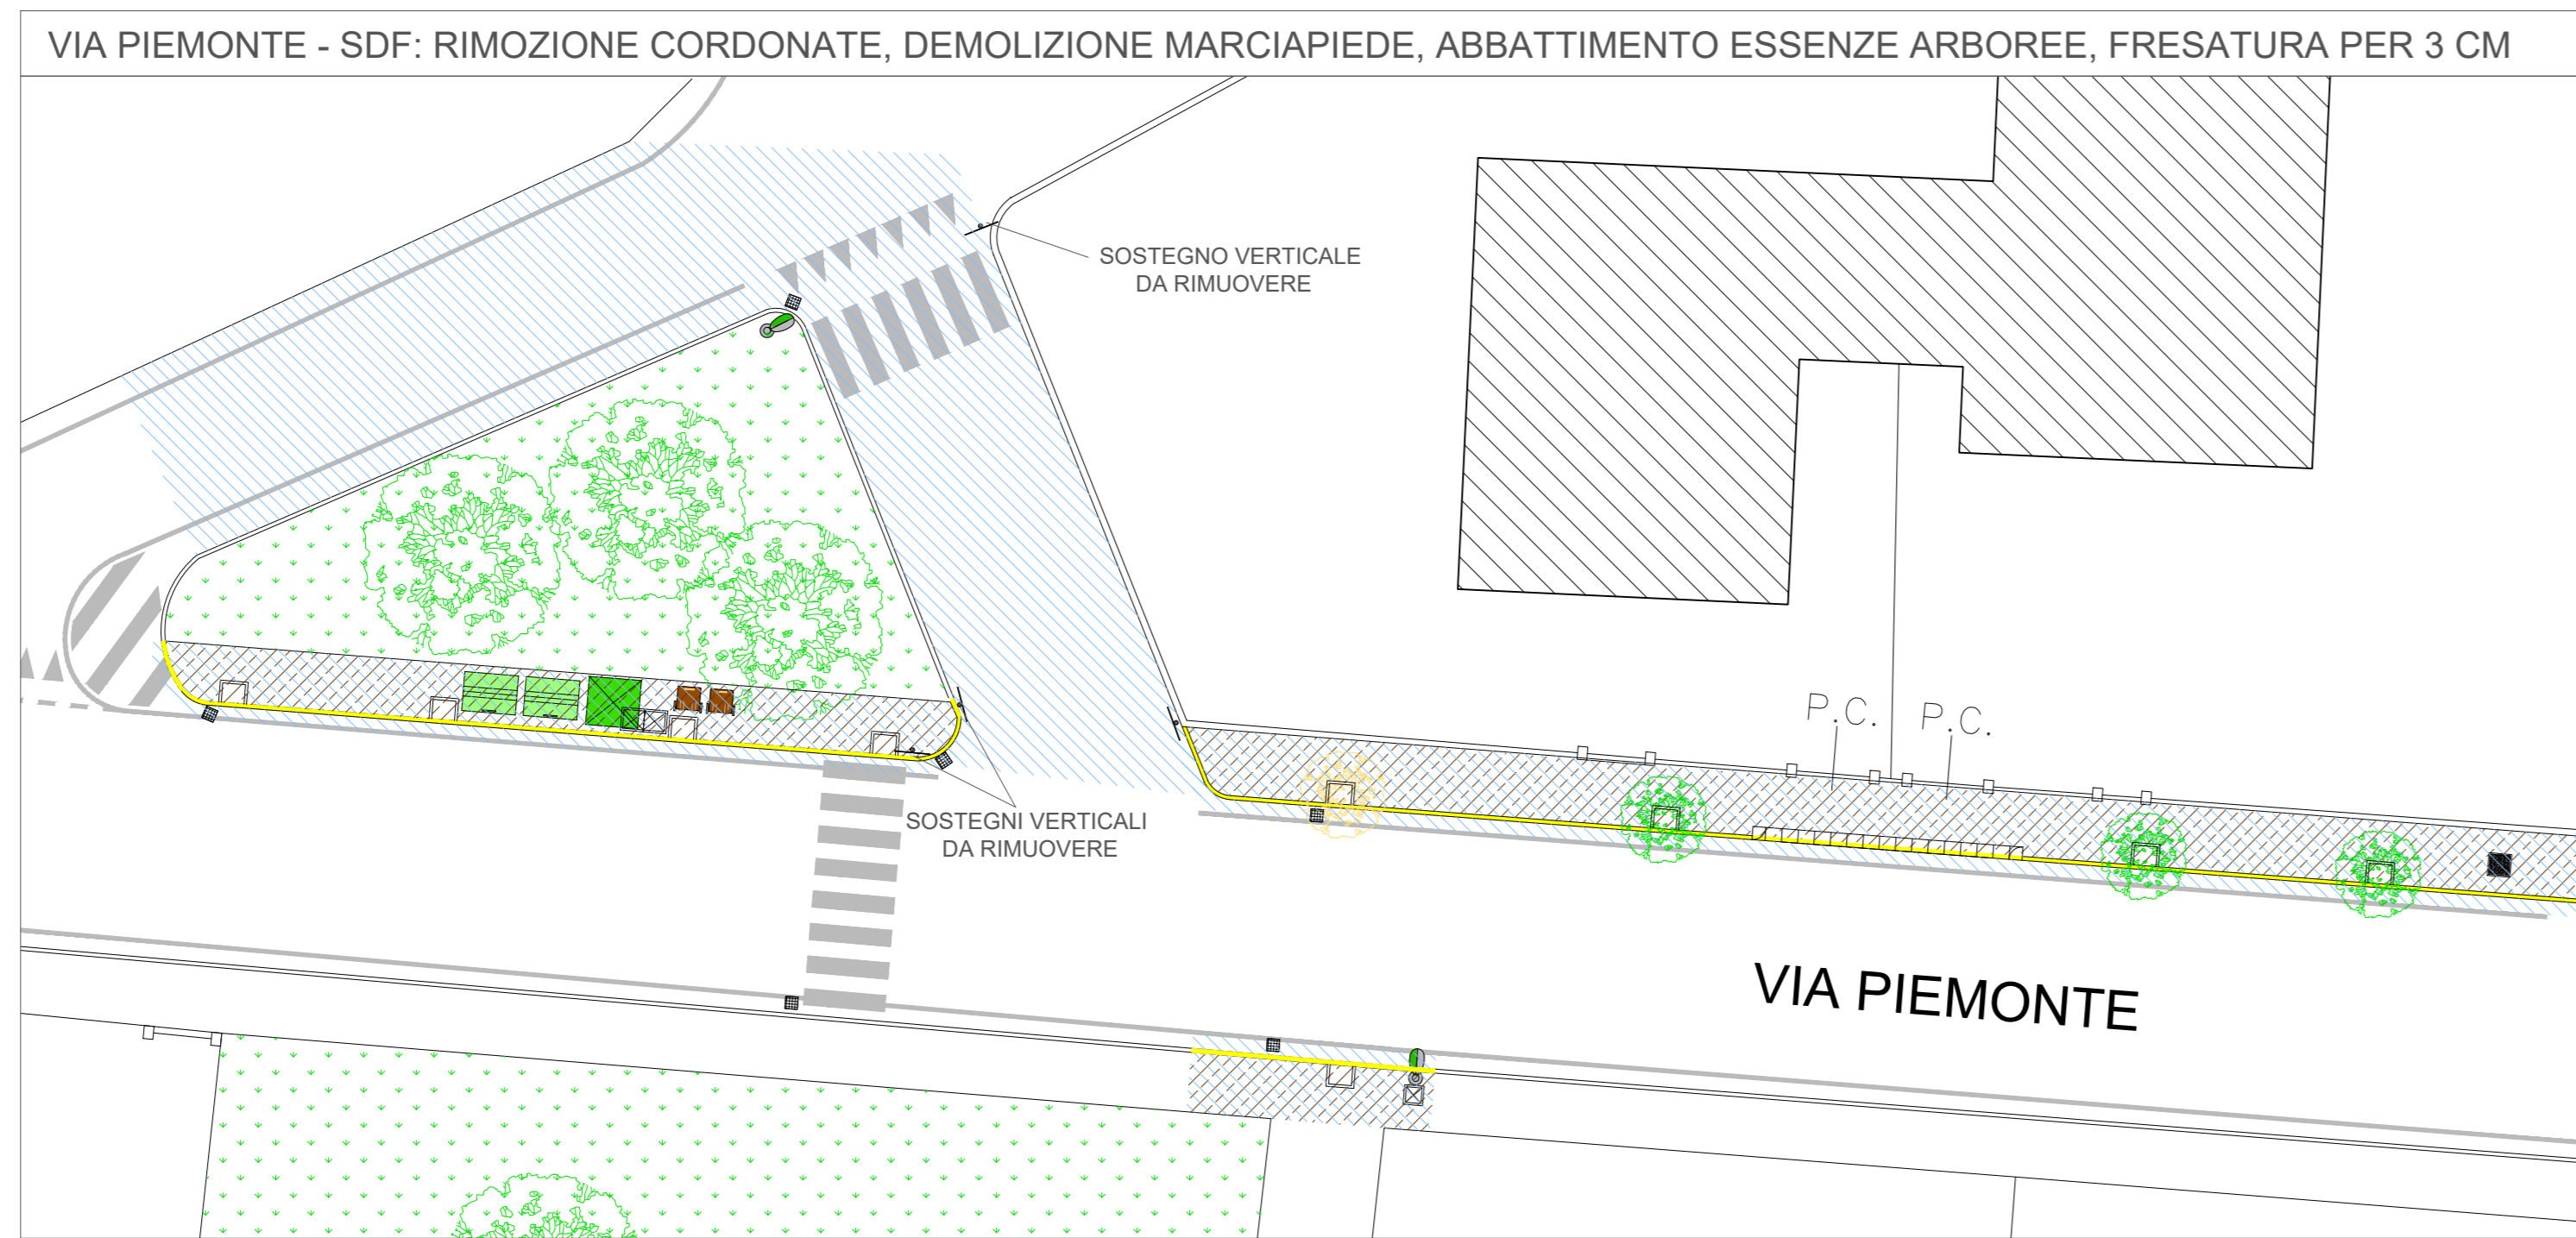 VIA PIEMONTE - SDF: RIMOZIONE CORDONATE, DEMOLIZIONE MARCIAPIEDE, ABBATTIMENTO ESSENZE ARBOREE, FRESATURA PER 3 CM
SOSTEGNO VERTICALE
DA RIMUOVERE
P.C.
P.C.
SOSTEGNI VERTICALI
DA RIMUOVERE
VIA PIEMONTE